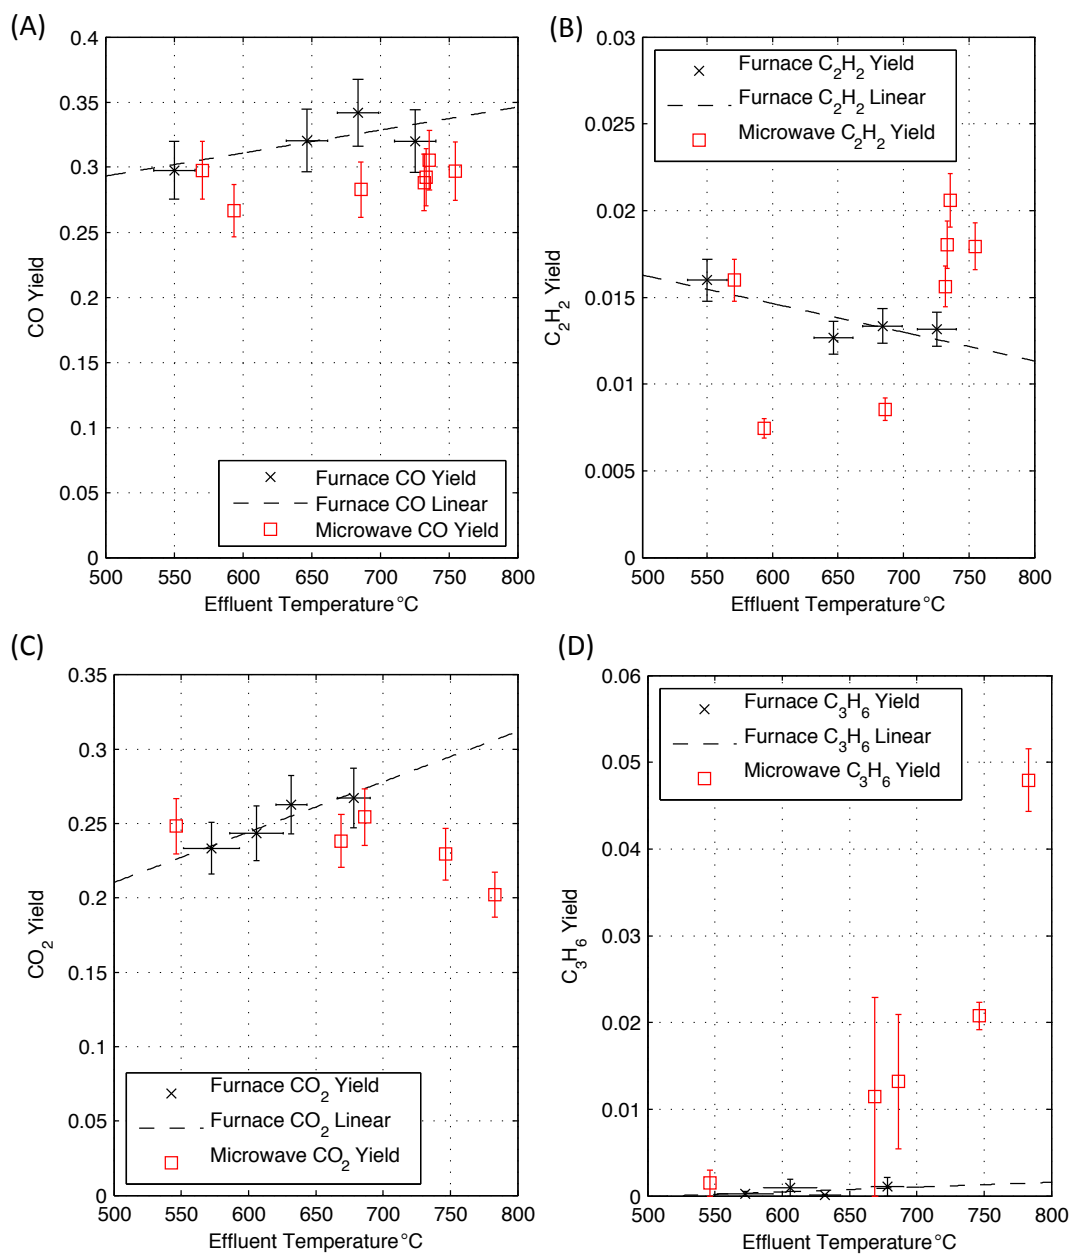 (A)
0.4
0.35
0.3
0.25
0.2
0.15
0.1
0.05
0
CO Yield
Furnace CO Yield
Furnace CO Linear
Microwave CO Yield
500 550 600 650 700 750 800
Effluent Temperature °C
(B)
0.03
0.025
0.02
0.015
0.01
0.005
0
C₂H₂ Yield
Furnace C₂H₂ Yield
Furnace C₂H₂ Linear
Microwave C₂H₂ Yield
500 550 600 650 700 750 800
Effluent Temperature °C
(C)
0.35
0.3
0.25
0.2
0.15
0.1
0.05
0
CO₂ Yield
Furnace CO₂ Yield
Furnace CO₂ Linear
Microwave CO₂ Yield
500 550 600 650 700 750 800
Effluent Temperature °C
(D)
0.06
0.05
0.04
0.03
0.02
0.01
0
C₃H₆ Yield
Furnace C₃H₆ Yield
Furnace C₃H₆ Linear
Microwave C₃H₆ Yield
500 550 600 650 700 750 800
Effluent Temperature °C